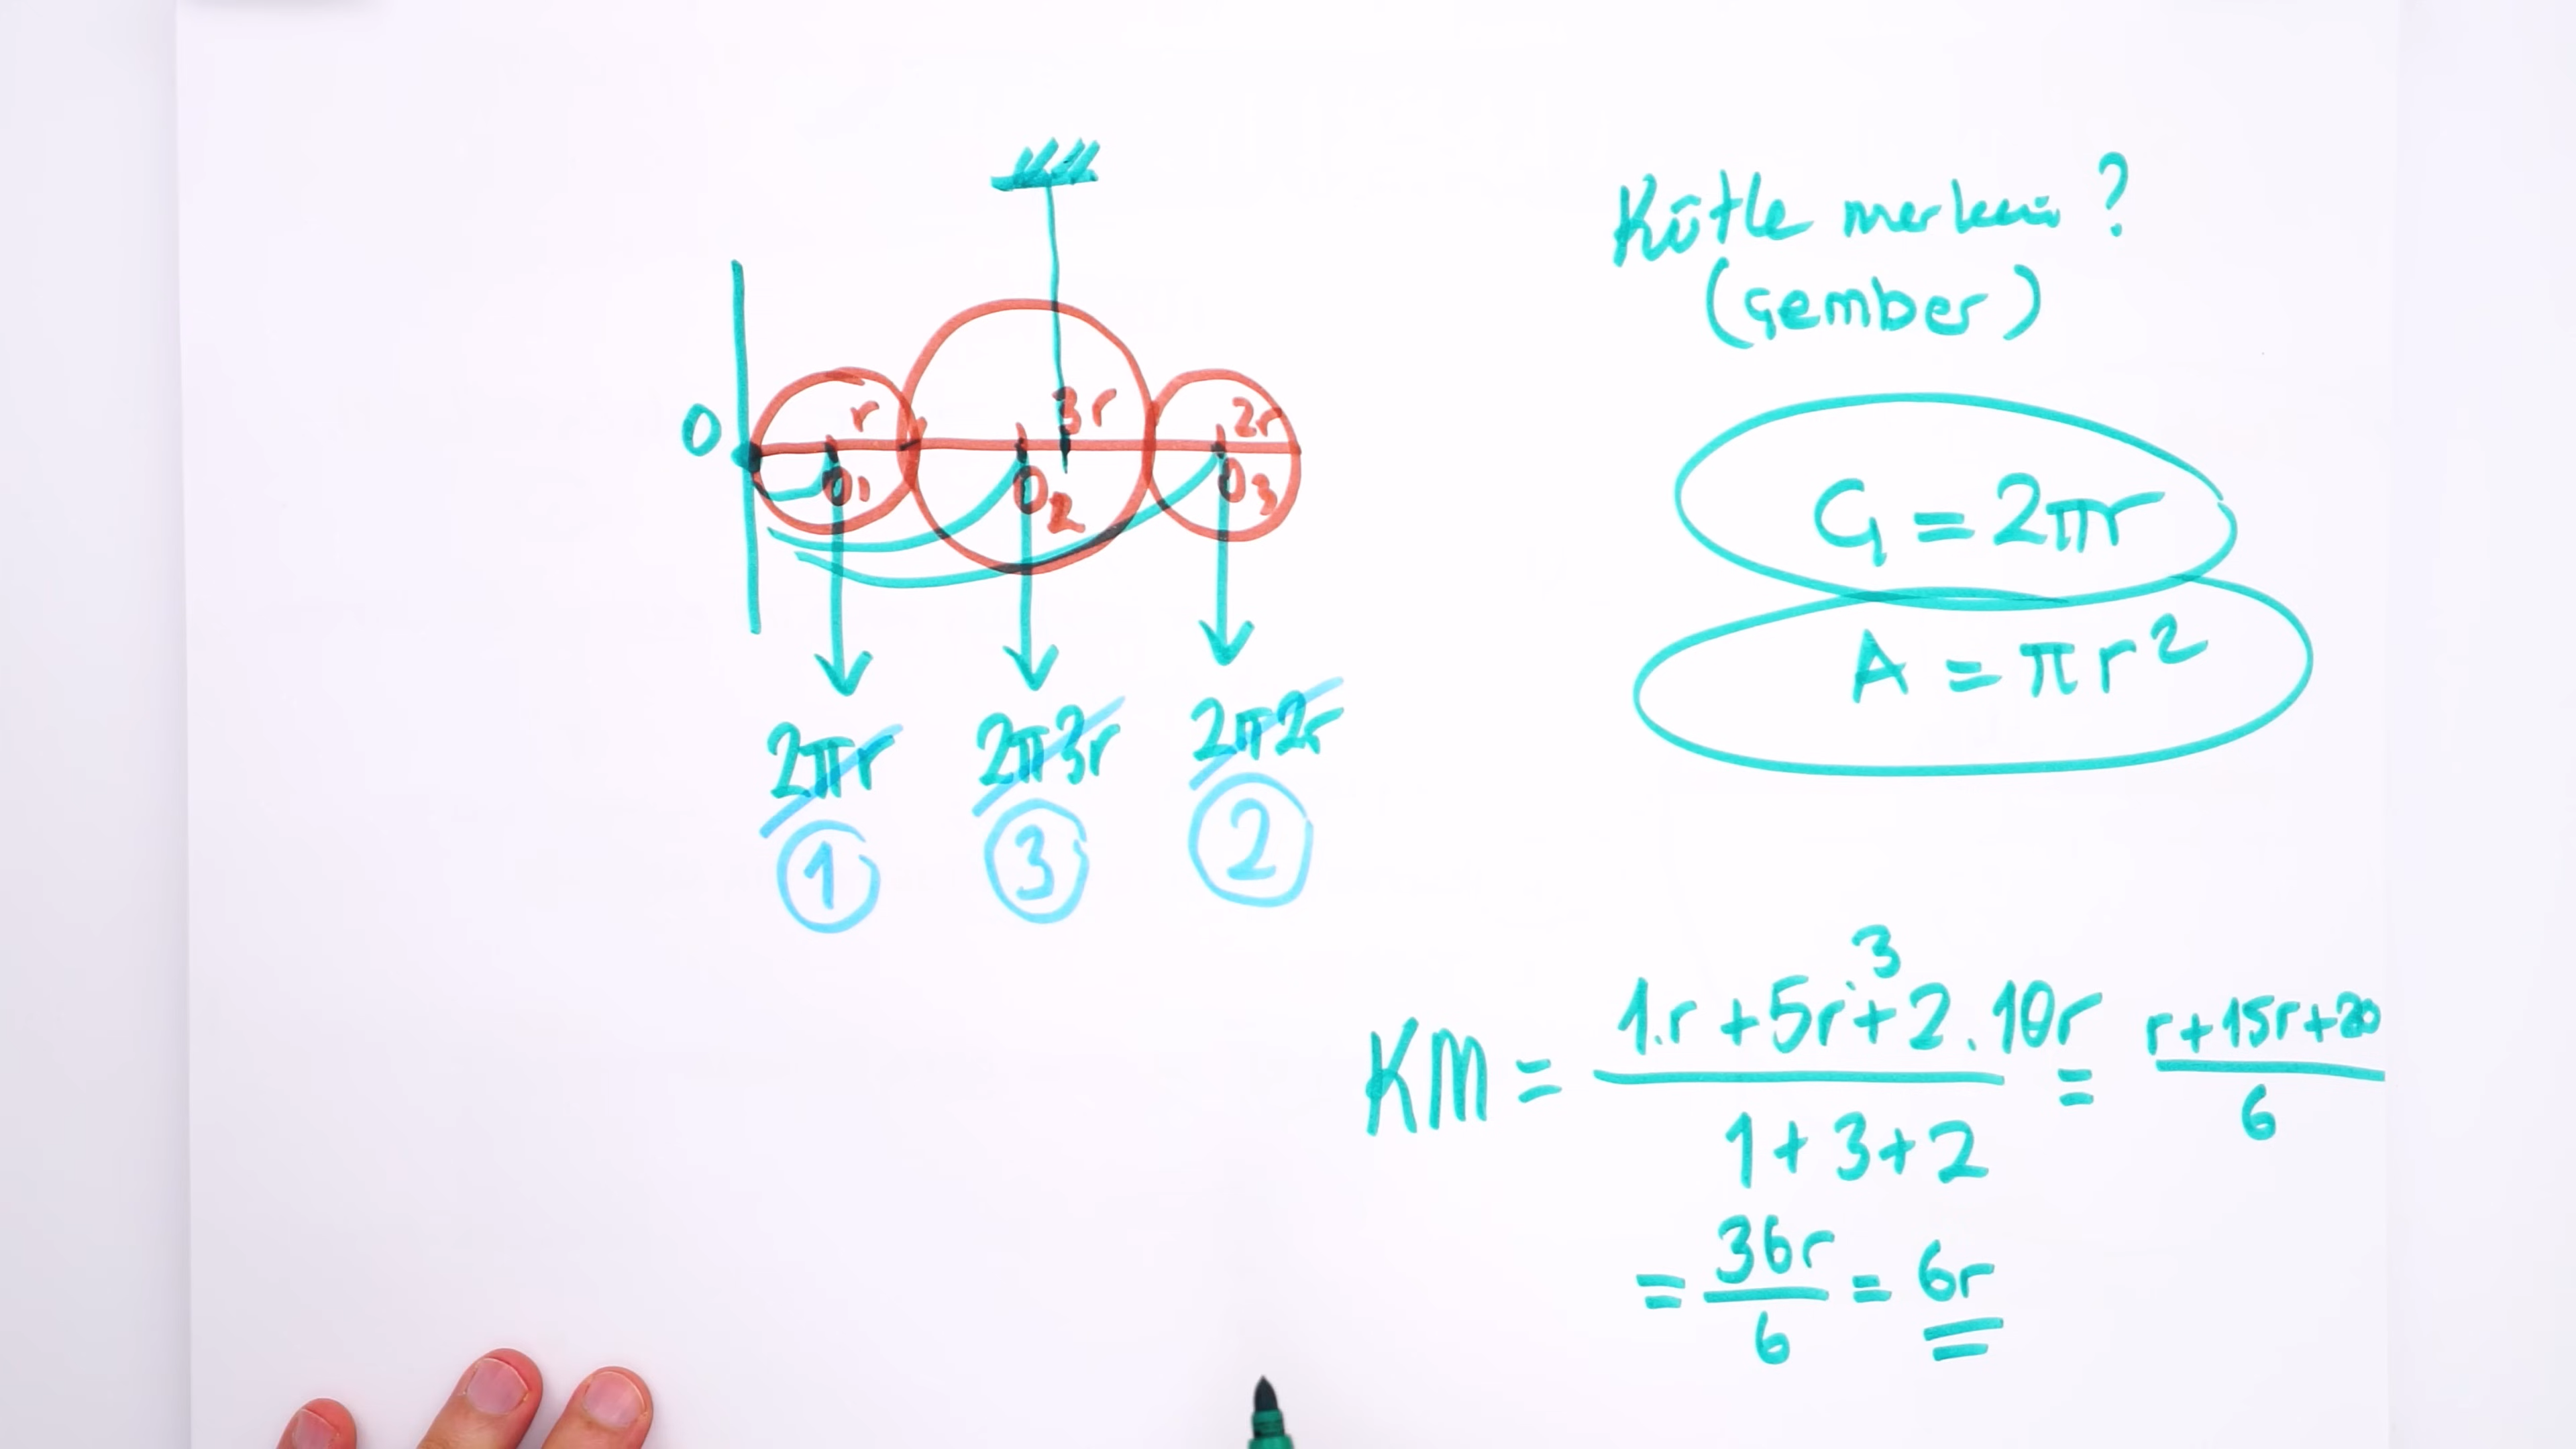 Kütle merkezi ?
(Çember)
0
r
3r
2r
O1
O2
O3
Ç = 2πr
A = πr²
2πr
2π3r
2π2r
1
3
2
KM = 1.r + 5r.3 + 2.10r / 1 + 3 + 2 = r + 15r + 20 / 6
= 36r / 6 = 6r